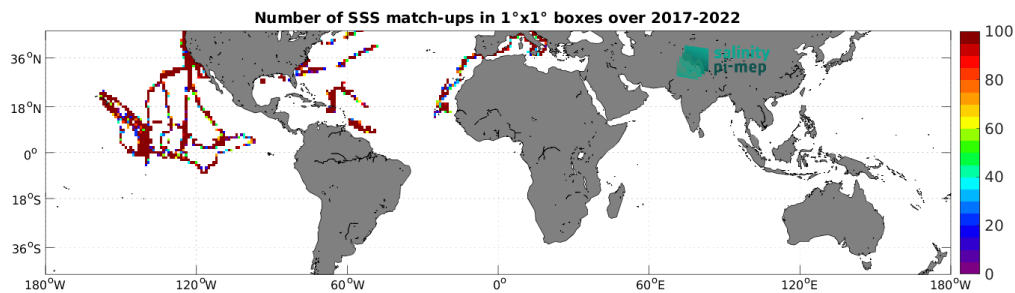 Number of SSS match-ups in 1°x1° boxes over 2017-2022
salinity
pi-mep
36°N
18°N
0°
18°S
36°S
180°W
120°W
60°W
0°
60°E
120°E
180°W
100
80
60
40
20
0